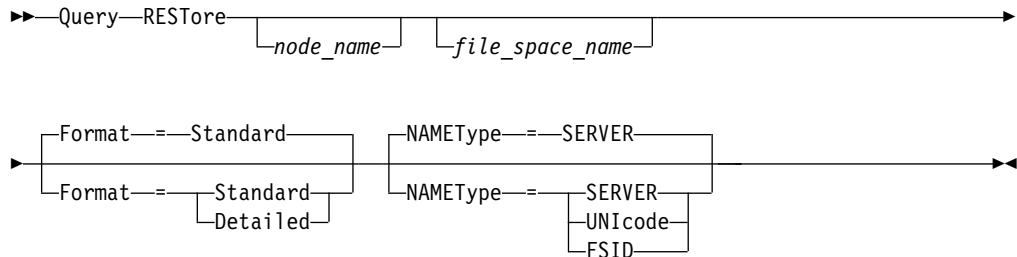 Query RESTore
node_name file_space_name
Format = Standard NAMEType = SERVER
Format = Standard NAMEType = SERVER
Detailed UNIcode
FSID